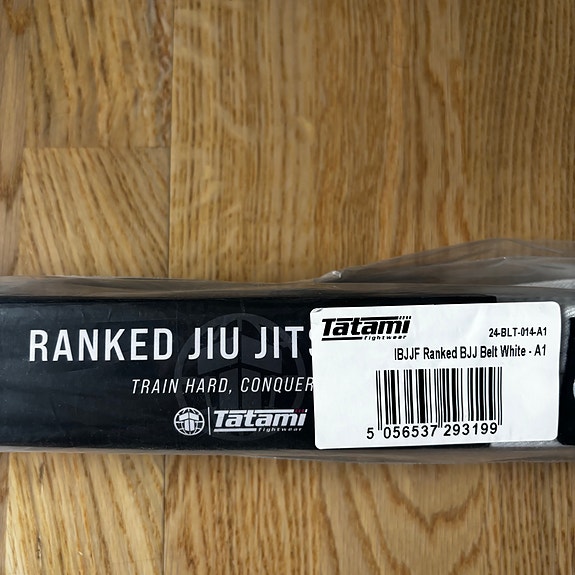 RANKED JIU JITS
TRAIN HARD, CONQUER
Tatami
Fightwear
Tatami
Fightwear
24-BLT-014-A1
IBJJF Ranked BJJ Belt White - A1
5 056537 293199